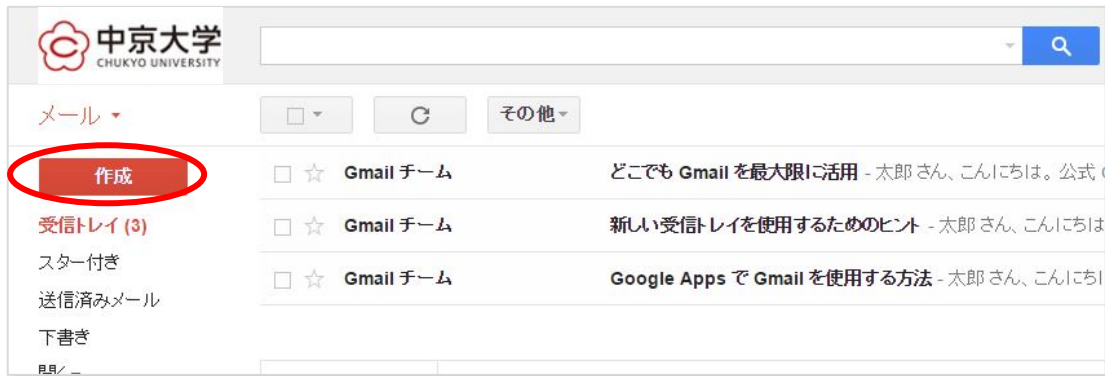 中京大学
CHUKYO UNIVERSITY
メール
その他
作成
Gmail チーム どこでも Gmail を最大限に活用 - 太郎 さん、こんにちは。 公式
受信トレイ (3)
Gmail チーム 新しい受信トレイを使用するためのヒント - 太郎 さん、こんにちは
スター付き
Gmail チーム Google Apps で Gmail を使用する方法 - 太郎 さん、こんにち
送信済みメール
下書き